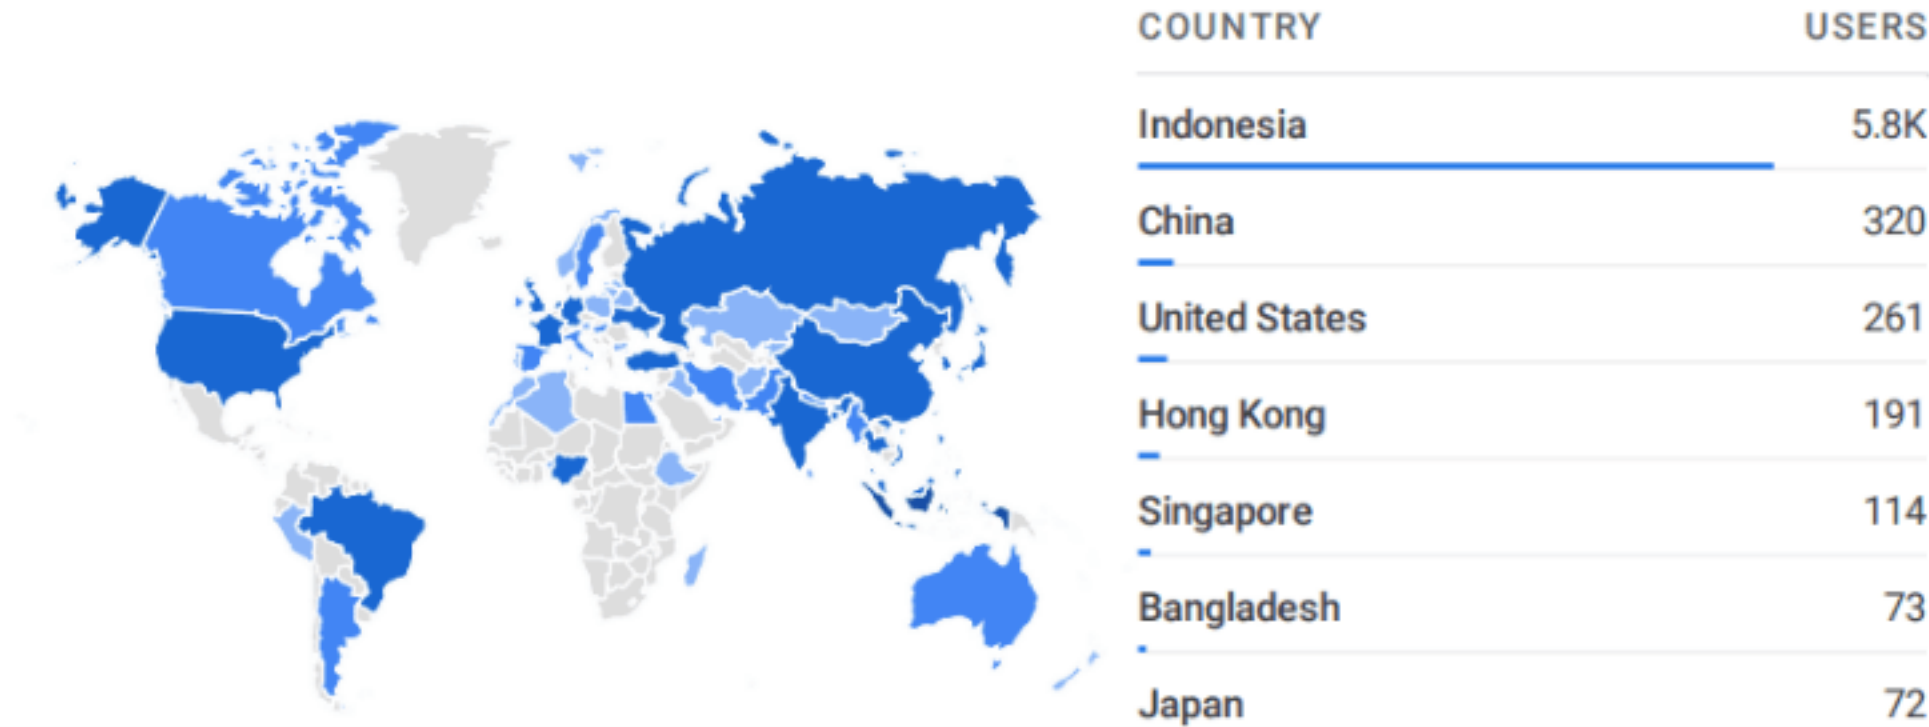 COUNTRY USERS
Indonesia 5.8K
China 320
United States 261
Hong Kong 191
Singapore 114
Bangladesh 73
Japan 72